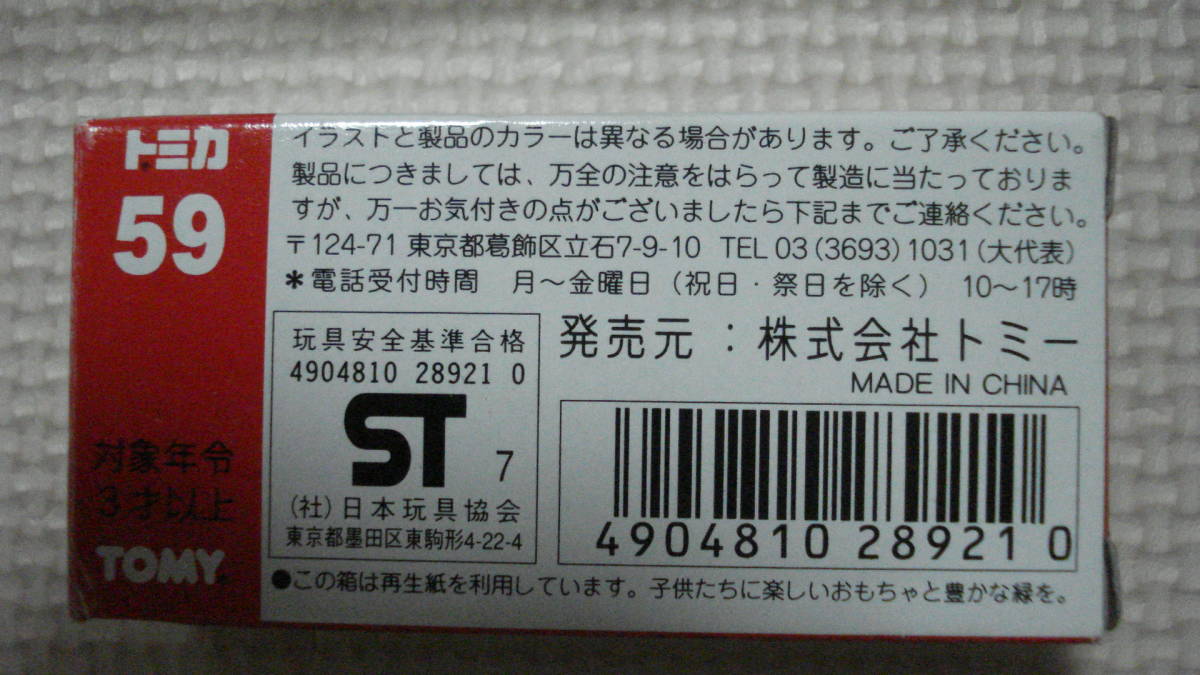 トミカ
59
対象年令
3才以上
TOMY
イラストと製品のカラーは異なる場合があります。ご了承ください。
製品につきましては、万全の注意をはらって製造に当たっておりま
すが、万一お気付きの点がございましたら下記までご連絡ください。
〒124-71 東京都葛飾区立石7-9-10 TEL 03(3693)1031(大代表)
*電話受付時間 月～金曜日(祝日・祭日を除く) 10～17時
玩具安全基準合格
4904810 28921 0
ST 7
(社)日本玩具協会
東京都墨田区東駒形4-22-4
発売元:株式会社トミー
MADE IN CHINA
4904810 289210
●この箱は再生紙を利用しています。子供たちに楽しいおもちゃと豊かな緑を。